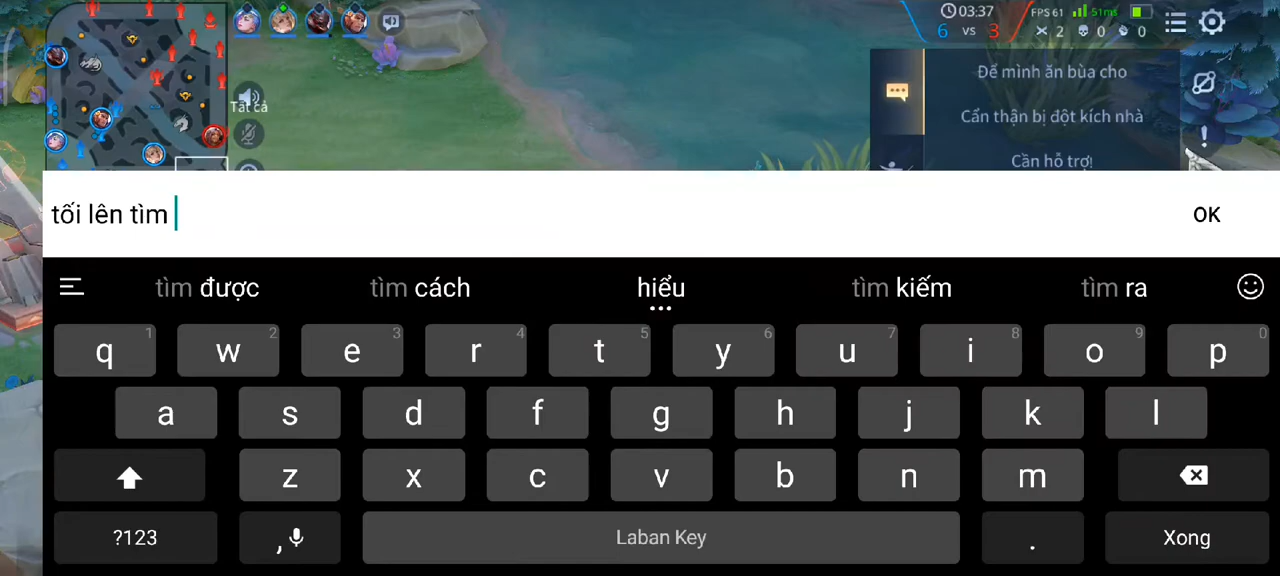 03:37
FPS 61 51ms
6 vs 3
2 0 0
Tất cả
Để mình ăn bùa cho
Cẩn thận bị đột kích nhà
Cần hỗ trợ!
tối lên tìm
OK
tìm được tìm cách hiểu tìm kiếm tìm ra
1 2 3 4 5 6 7 8 9 0
q w e r t y u i o p
a s d f g h j k l
z x c v b n m
?123 , Laban Key . Xong